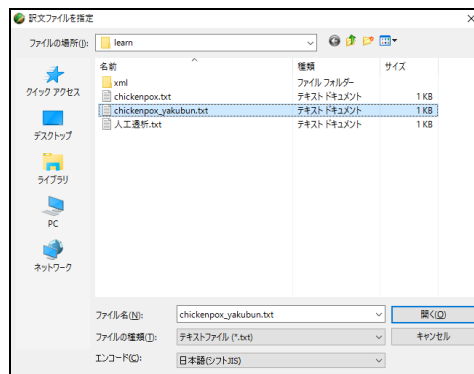 訳文ファイルを指定
ファイルの場所(I):
learn
クイック アクセス
デスクトップ
ライブラリ
PC
ネットワーク
名前 種類 サイズ
xml ファイル フォルダー
chickenpox.txt テキスト ドキュメント 1 KB
chickenpox_yakubun.txt テキスト ドキュメント 1 KB
人工透析.txt テキスト ドキュメント 1 KB
ファイル名(N): chickenpox_yakubun.txt 開く(O)
ファイルの種類(T): テキストファイル (*.txt) キャンセル
エンコード(C): 日本語(シフトJIS)